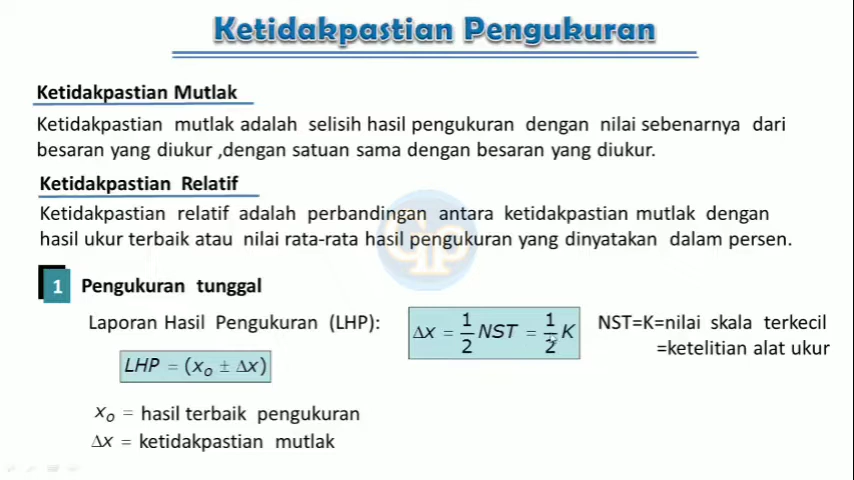 Ketidakpastian Pengukuran
Ketidakpastian Mutlak
Ketidakpastian mutlak adalah selisih hasil pengukuran dengan nilai sebenarnya dari
besaran yang diukur ,dengan satuan sama dengan besaran yang diukur.
Ketidakpastian Relatif
Ketidakpastian relatif adalah perbandingan antara ketidakpastian mutlak dengan
hasil ukur terbaik atau nilai rata-rata hasil pengukuran yang dinyatakan dalam persen.
1 Pengukuran tunggal
Laporan Hasil Pengukuran (LHP): Δx = 1/2 NST = 1/2 K NST=K=nilai skala terkecil
=ketelitian alat ukur
LHP = (xo ± Δx)
xo = hasil terbaik pengukuran
Δx = ketidakpastian mutlak